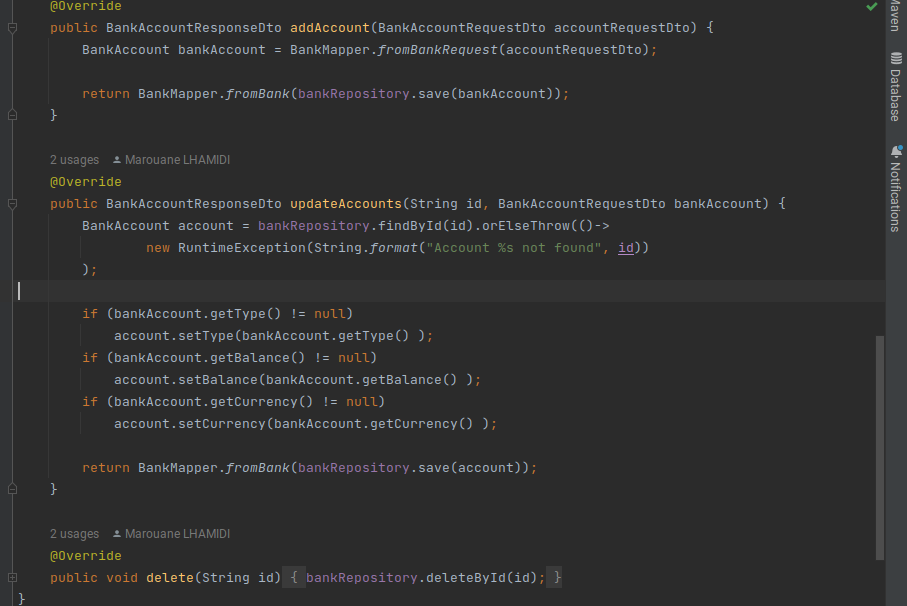 @Override
public BankAccountResponseDto addAccount(BankAccountRequestDto accountRequestDto) {
    BankAccount bankAccount = BankMapper.fromBankRequest(accountRequestDto);

    return BankMapper.fromBank(bankRepository.save(bankAccount));
}

2 usages  Marouane LHAMIDI
@Override
public BankAccountResponseDto updateAccounts(String id, BankAccountRequestDto bankAccount) {
    BankAccount account = bankRepository.findById(id).orElseThrow(()->
            new RuntimeException(String.format("Account %s not found", id))
    );

    if (bankAccount.getType() != null)
        account.setType(bankAccount.getType() );
    if (bankAccount.getBalance() != null)
        account.setBalance(bankAccount.getBalance() );
    if (bankAccount.getCurrency() != null)
        account.setCurrency(bankAccount.getCurrency() );

    return BankMapper.fromBank(bankRepository.save(account));
}

2 usages  Marouane LHAMIDI
@Override
public void delete(String id) { bankRepository.deleteById(id); }
}
Maven
Database
Notifications